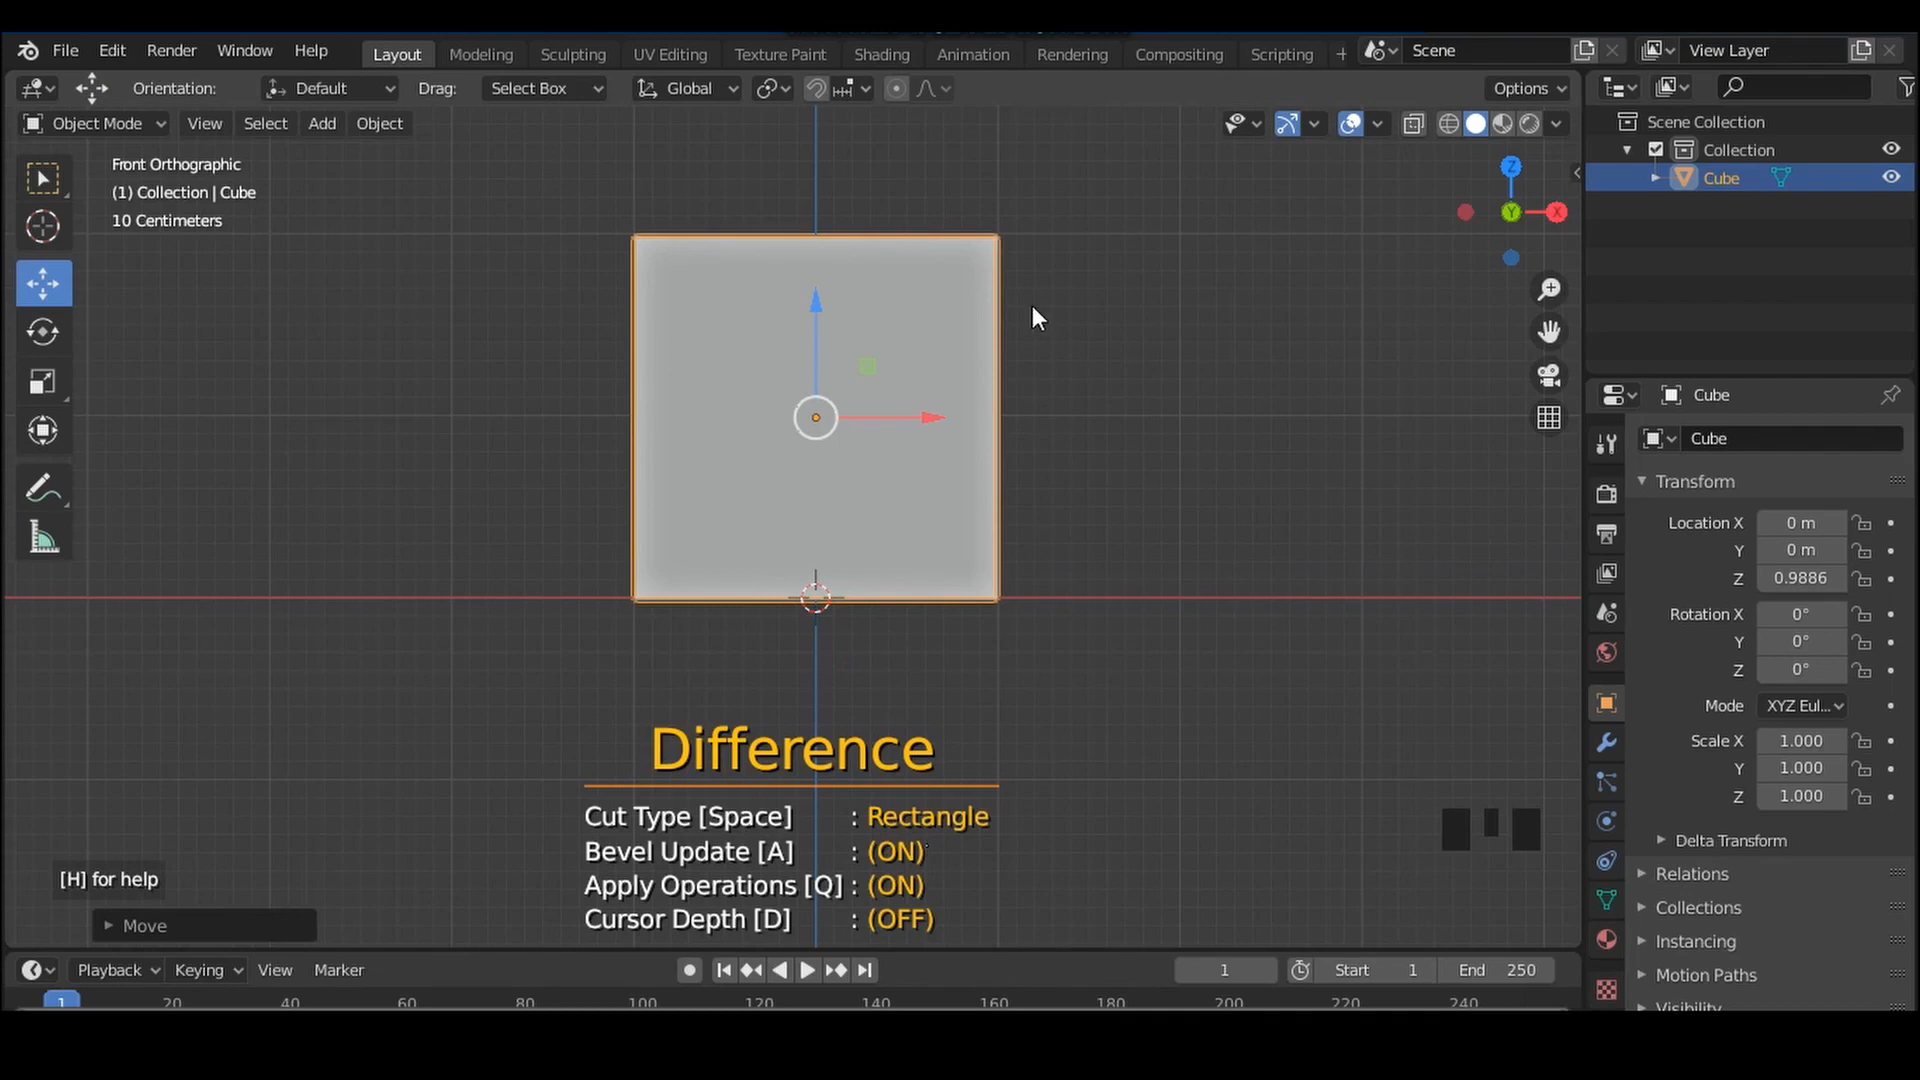 File Edit Render Window Help Layout Modeling Sculpting UV Editing Texture Paint Shading Animation Rendering Compositing Scripting + Scene View Layer
Orientation: Default Drag: Select Box Global Options
Object Mode View Select Add Object
Front Orthographic
(1) Collection | Cube
10 Centimeters
Z
Y
X
Scene Collection
Collection
Cube
Cube
Cube
Transform
Location X 0 m
Y 0 m
Z 0.9886
Rotation X 0°
Y 0°
Z 0°
Mode XYZ Eul...
Scale X 1.000
Y 1.000
Z 1.000
Delta Transform
Relations
Collections
Instancing
Motion Paths
Visibility
Difference
Cut Type [Space] : Rectangle
Bevel Update [A] : (ON)
Apply Operations [Q] : (ON)
Cursor Depth [D] : (OFF)
[H] for help
Move
Playback Keying View Marker 1 Start 1 End 250
1 20 40 60 80 100 120 140 160 180 200 220 240